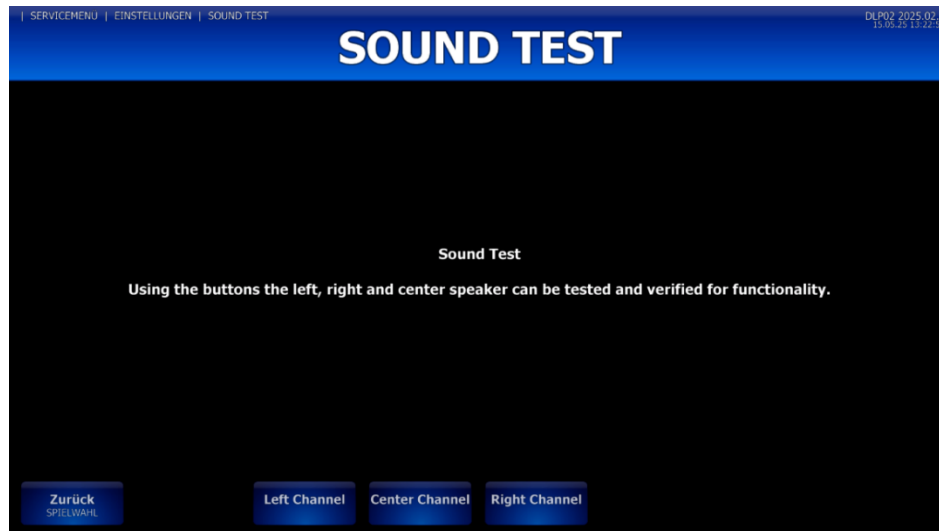 | SERVICEMENU | EINSTELLUNGEN | SOUND TEST
DLP02 2025.02.
15.05.25 13:22:
SOUND TEST
Sound Test
Using the buttons the left, right and center speaker can be tested and verified for functionality.
Zurück
SPIELWAHL
Left Channel
Center Channel
Right Channel